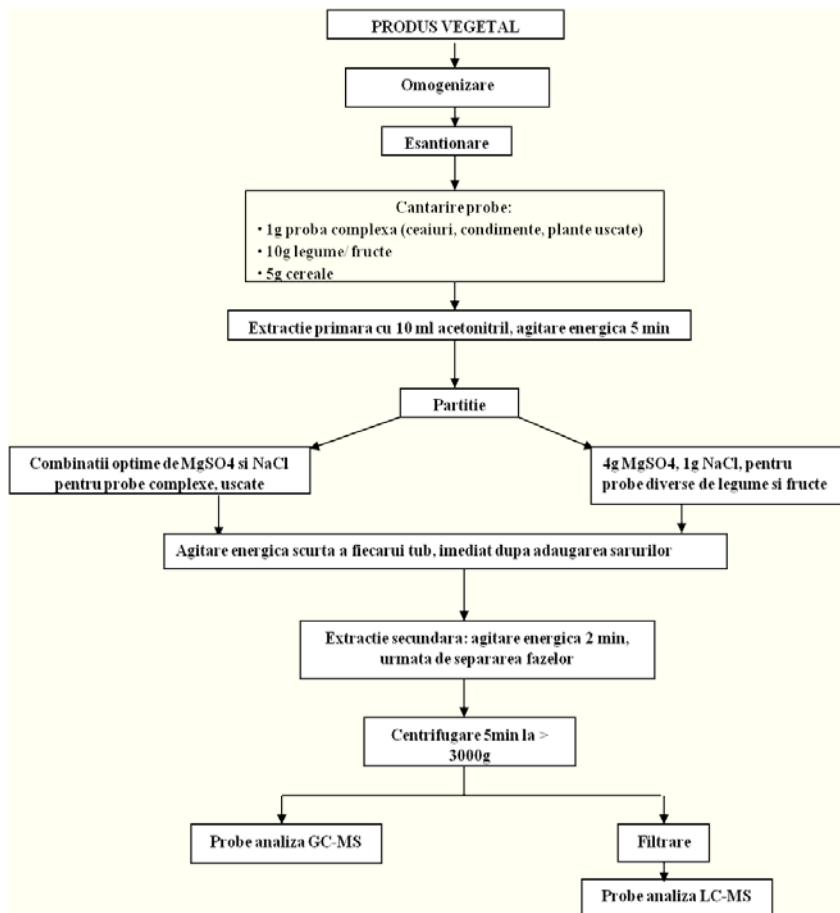 PRODUS VEGETAL
Omogenizare
Esantionare
Cantarire probe:
• 1g proba complexa (ceaiuri, condimente, plante uscate)
• 10g legume/ fructe
• 5g cereale
Extractie primara cu 10 ml acetonitril, agitare energica 5 min
Partitie
Combinatii optime de MgSO4 si NaCl
pentru probe complexe, uscate
4g MgSO4, 1g NaCl, pentru
probe diverse de legume si fructe
Agitare energica scurta a fiecarui tub, imediat dupa adaugarea sarurilor
Extractie secundara: agitare energica 2 min,
urmata de separarea fazelor
Centrifugare 5min la >
3000g
Probe analiza GC-MS
Filtrare
Probe analiza LC-MS